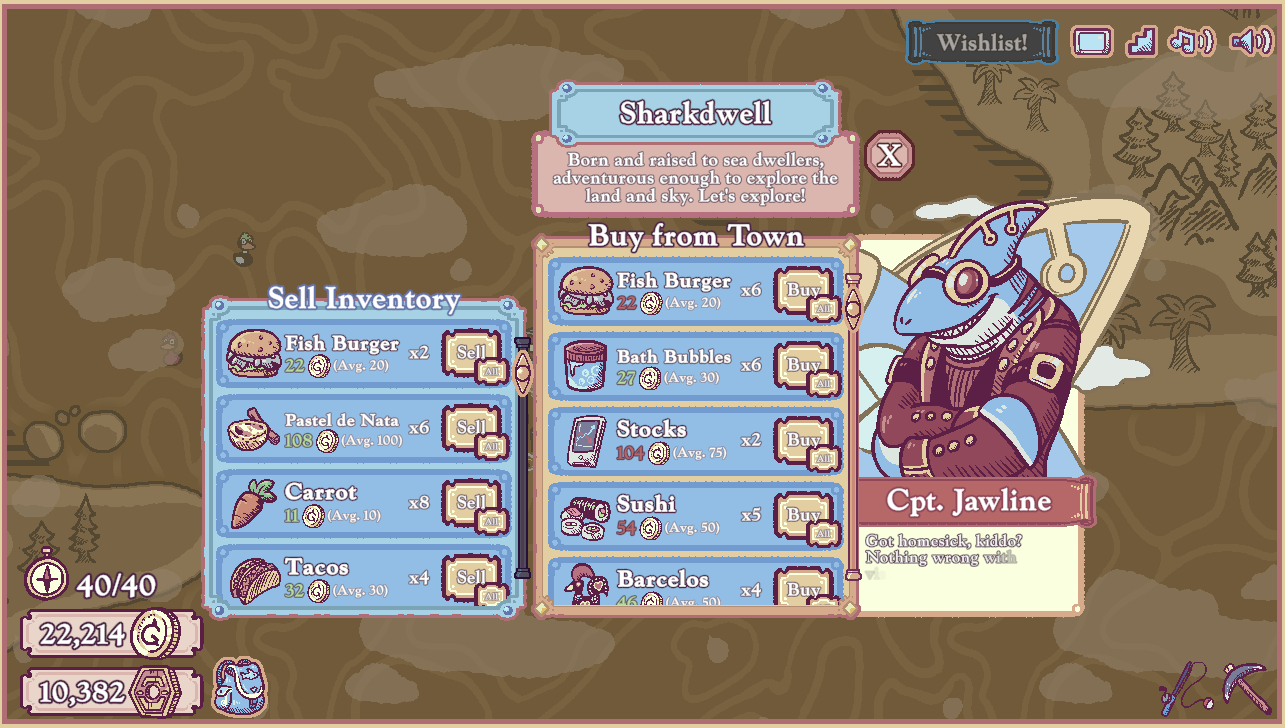 Wishlist!
Sharkdwell
X
Born and raised to sea dwellers,
adventurous enough to explore the
land and sky. Let's explore!
Sell Inventory
Fish Burger
22 (Avg. 20)
x2
Sell
All
Pastel de Nata
108 (Avg. 100)
x6
Sell
All
Carrot
11 (Avg. 10)
x8
Sell
All
Tacos
32 (Avg. 30)
x4
Sell
All
Buy from Town
Fish Burger
22 (Avg. 20)
x6
Buy
All
Bath Bubbles
27 (Avg. 30)
x6
Buy
All
Stocks
104 (Avg. 75)
x2
Buy
All
Sushi
54 (Avg. 50)
x5
Buy
All
Barcelos
46 (Avg. 50)
x4
Buy
Cpt. Jawline
Got homesick, kiddo?
Nothing wrong with
40/40
22,214
10,382